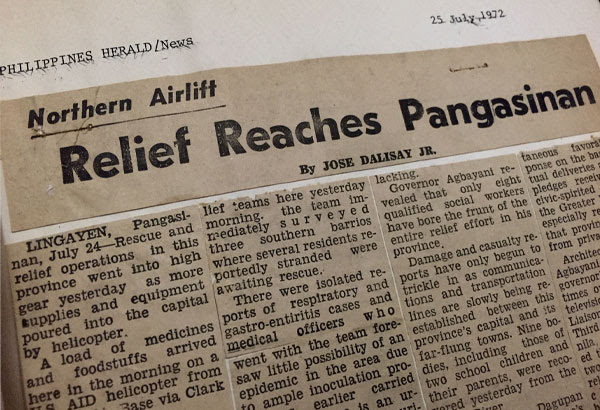 PHILIPPINES HERALD/News
25 July 1972
Northern Airlift
Relief Reaches Pangasinan
By JOSE DALISAY JR.
LINGAYEN, Pangasi-
nan, July 24—Rescue and
relief operations in this
province went into high
gear yesterday as more
supplies and equipment
poured into the capital
by helicopter.
A load of medicines
and foodstuffs arrived
here in the morning on a
AID helicopter from
Base via Clark
lief teams here yesterday
morning. the team im-
mediately surveyed
three southern barrios
where several residents re-
portedly stranded were
awaiting rescue.
There were isolated re-
ports of respiratory and
gastro-entiritis cases and
medical officers who
went with the team fore-
saw little possibility of an
epidemic in the area due
to ample inoculation pro-
earlier carried
is an ur-
lacking.
Governor Agbayani re-
vealed that only eight
qualified social workers
have bore the frunt of the
entire relief effort in his
province.
Damage and casualty re-
ports have only begun to
trickle in as communica-
tions and transportation
lines are slowly being re-
established between this
province's capital and its
far-flung towns. Nine bo-
dies, including those of
two school children and
their parents, were reco-
vered yesterday from the
Dagupan
taneous favora
ponse on the bas
tual deliveries
pledges recei
civic-spirited
the Greater
especially re
that provin
from priva
Architec
Agbayani
governor
times of
televisio
Liaison
Third
nila